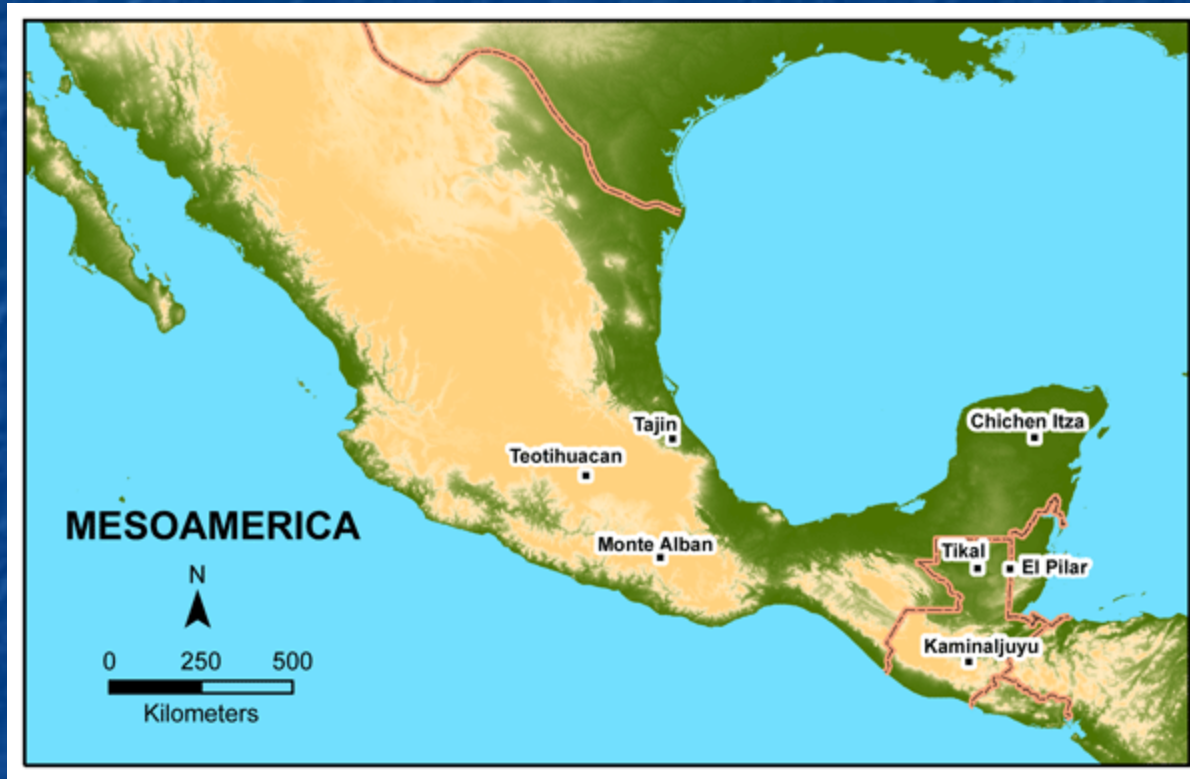 Tajin
Chichen Itza
Teotihuacan
MESOAMERICA
Monte Alban
Tikal
El Pilar
N
Kaminaljuyu
0 250 500
Kilometers